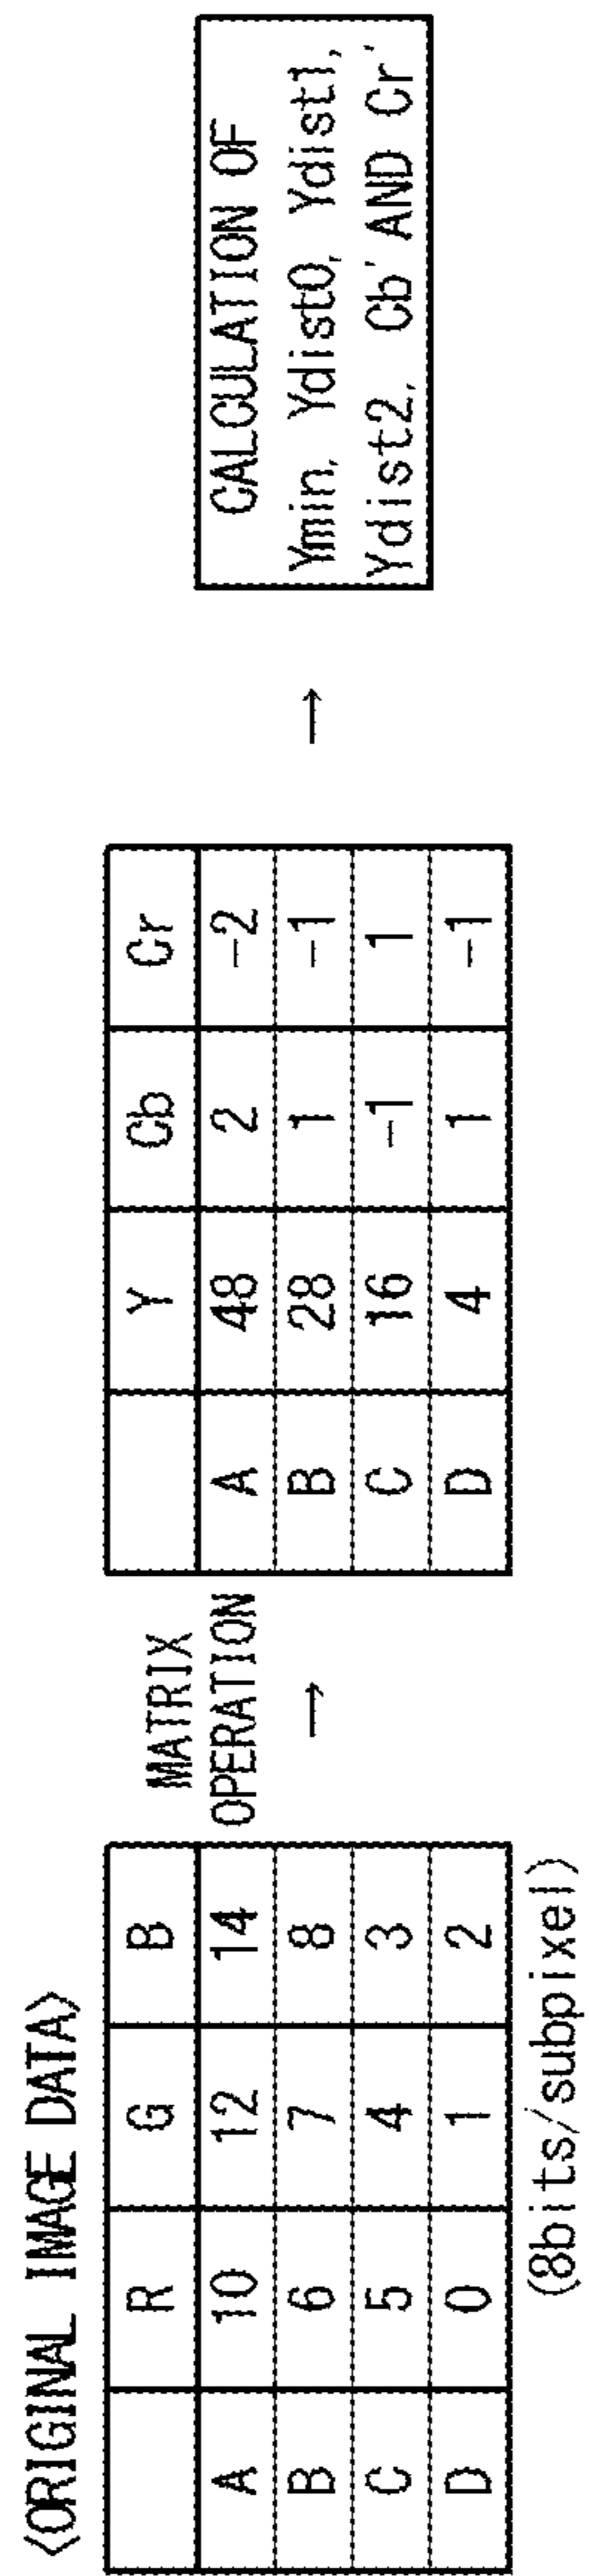 <ORIGINAL IMAGE DATA>
R G B
A 10 12 14
B 6 7 8
C 5 4 3
D 0 1 2
(8bits/subpixel)
MATRIX
OPERATION
→
Y Cb Cr
A 48 2 -2
B 28 1 -1
C 16 -1 1
D 4 1 -1
→
CALCULATION OF
Ymin, Ydist0, Ydist1,
Ydist2, Cb' AND Cr'